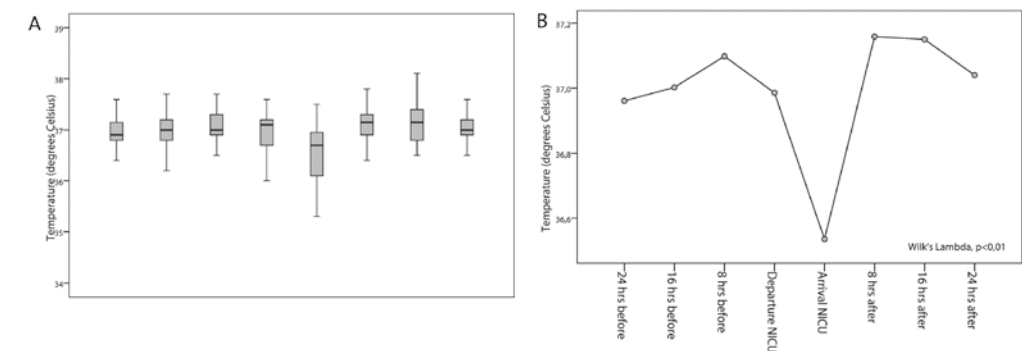 A
39
38
37
36
35
34
Temperature (degrees Celsius)
B
37,2
37,0
36,8
36,6
Temperature (degrees Celsius)
Wilk's Lambda, p<0,01
24 hrs before
16 hrs before
8 hrs before
Departure NICU
Arrival NICU
8 hrs after
16 hrs after
24 hrs after